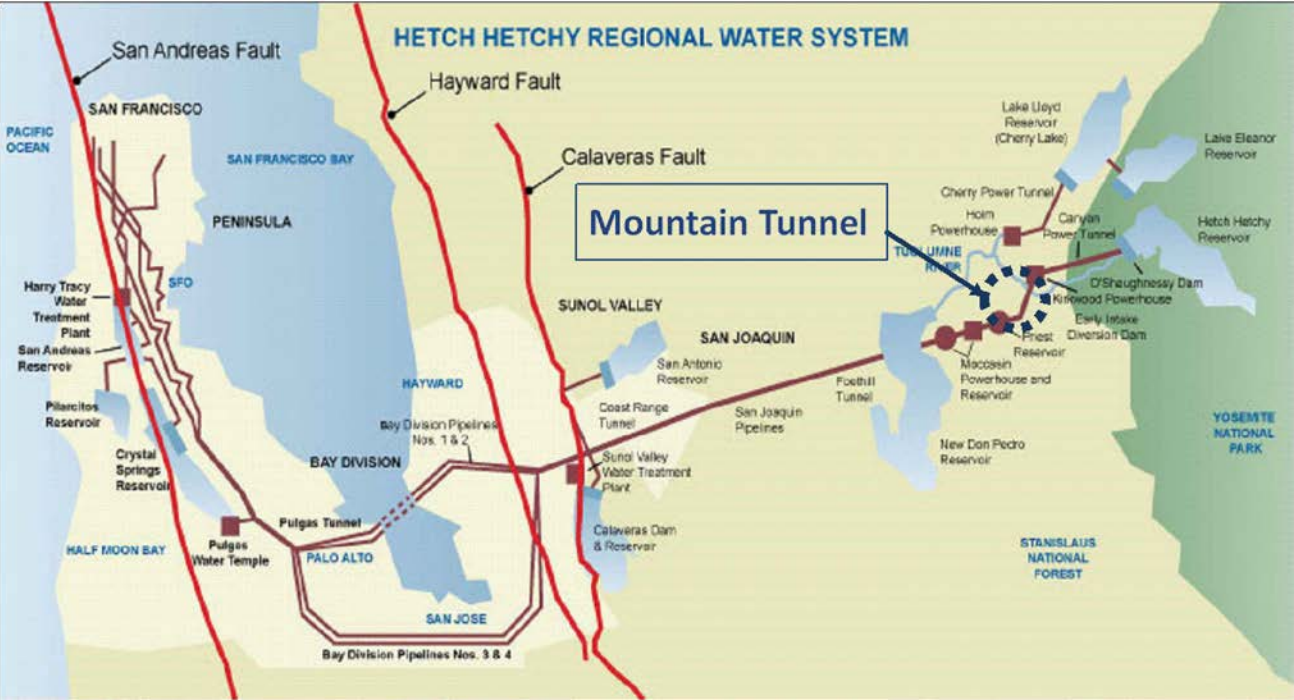 HETCH HETCHY REGIONAL WATER SYSTEM
San Andreas Fault
Hayward Fault
Calaveras Fault
Mountain Tunnel
SAN FRANCISCO
PACIFIC
OCEAN
SAN FRANCISCO BAY
PENINSULA
SFO
Harry Tracy
Water
Treatment
Plant
San Andreas
Reservoir
Pilarcitos
Reservoir
Crystal
Springs
Reservoir
HALF MOON BAY
Pulgas
Water Temple
Pulgas Tunnel
PALO ALTO
BAY DIVISION
HAYWARD
Bay Division Pipelines
Nos. 1 & 2
SAN JOSE
Bay Division Pipelines Nos. 3 & 4
SUNOL VALLEY
San Antonio
Reservoir
Coast Range
Tunnel
Sunol Valley
Water Treatment
Plant
Calaveras Dam
& Reservoir
SAN JOAQUIN
San Joaquin
Pipelines
Foothill
Tunnel
New Don Pedro
Reservoir
Moccasin
Powerhouse and
Reservoir
Priest
Reservoir
Early Intake
Diversion Dam
Kirkwood Powerhouse
O'Shaughnessy Dam
Hetch Hetchy
Reservoir
Canyon
Power Tunnel
Cherry Power Tunnel
Holm
Powerhouse
TUOLUMNE
RIVER
Lake Lloyd
Reservoir
(Cherry Lake)
Lake Eleanor
Reservoir
YOSEMITE
NATIONAL
PARK
STANISLAUS
NATIONAL
FOREST